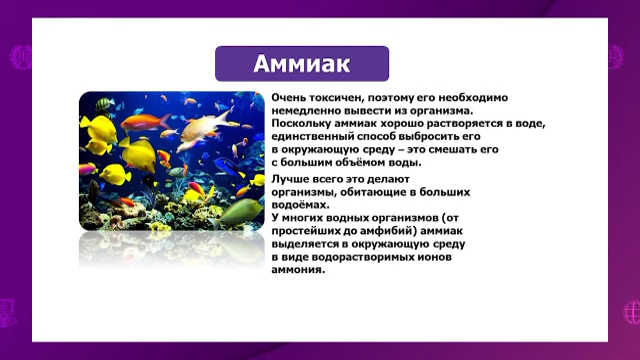 Аммиак
Очень токсичен, поэтому его необходимо
немедленно вывести из организма.
Поскольку аммиак хорошо растворяется в воде,
единственный способ выбросить его
в окружающую среду – это смешать его
с большим объёмом воды.
Лучше всего это делают
организмы, обитающие в больших
водоёмах.
У многих водных организмов (от
простейших до амфибий) аммиак
выделяется в окружающую среду
в виде водорастворимых ионов
аммония.